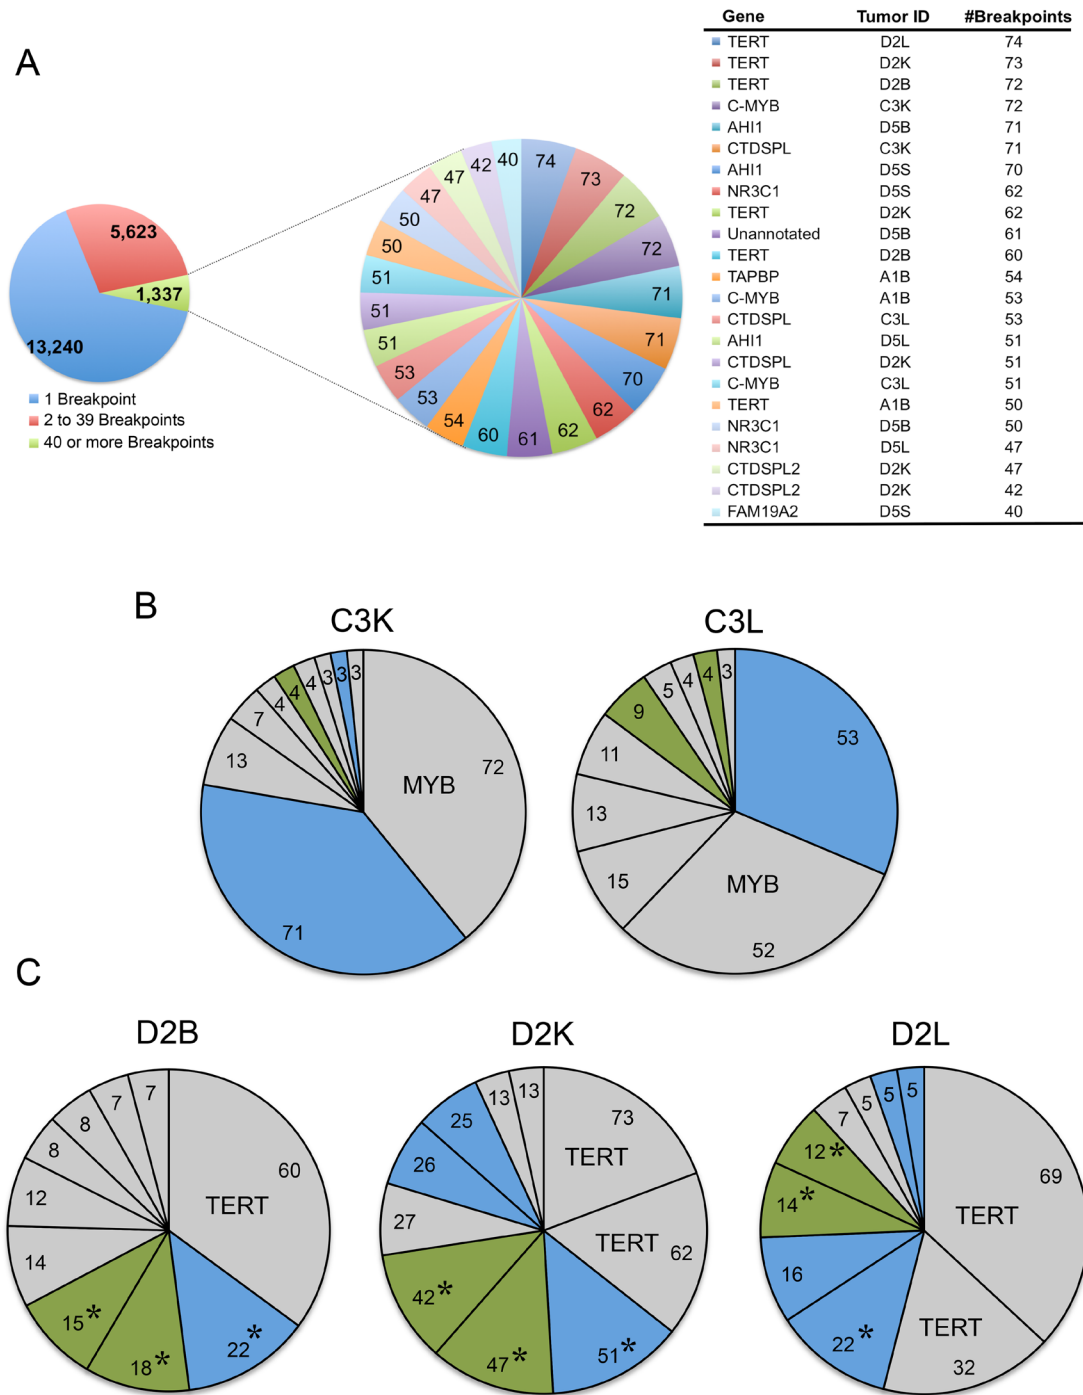 A
5,623
1,337
13,240
1 Breakpoint
2 to 39 Breakpoints
40 or more Breakpoints
74
73
72
72
71
71
70
62
62
61
60
54
53
53
51
51
51
50
50
47
47
42
40
Gene Tumor ID #Breakpoints
TERT D2L 74
TERT D2K 73
TERT D2B 72
C-MYB C3K 72
AHI1 D5B 71
CTDSPL C3K 71
AHI1 D5S 70
NR3C1 D5S 62
TERT D2K 62
Unannotated D5B 61
TERT D2B 60
TAPBP A1B 54
C-MYB A1B 53
CTDSPL C3L 53
AHI1 D5L 51
CTDSPL D2K 51
C-MYB C3L 51
TERT A1B 50
NR3C1 D5B 50
NR3C1 D5L 47
CTDSPL2 D2K 47
CTDSPL2 D2K 42
FAM19A2 D5S 40
B
C3K
MYB
72
71
13
7
4
4
4
3
3
3
C3L
53
MYB
52
15
13
11
9
5
4
4
3
C
D2B
60
TERT
22*
18*
15*
14
12
8
8
7
7
D2K
73
TERT
TERT
62
51*
47*
42*
27
26
25
13
13
D2L
69
TERT
TERT
32
22*
16
14*
12*
7
5
5
5